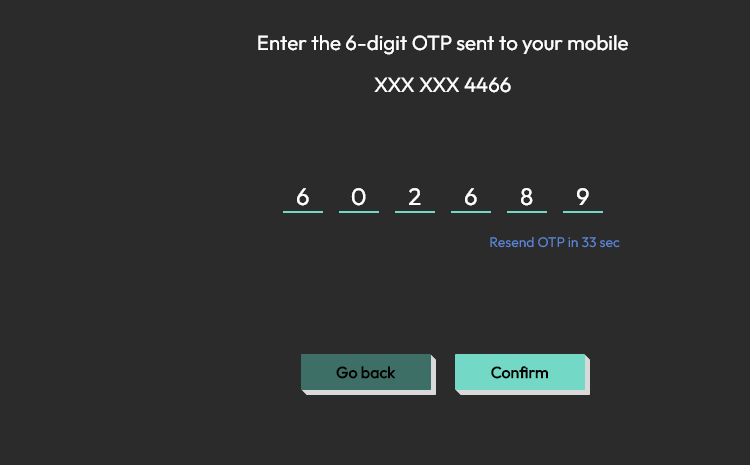 Enter the 6-digit OTP sent to your mobile
XXX XXX 4466
6 0 2 6 8 9
Resend OTP in 33 sec
Go back Confirm